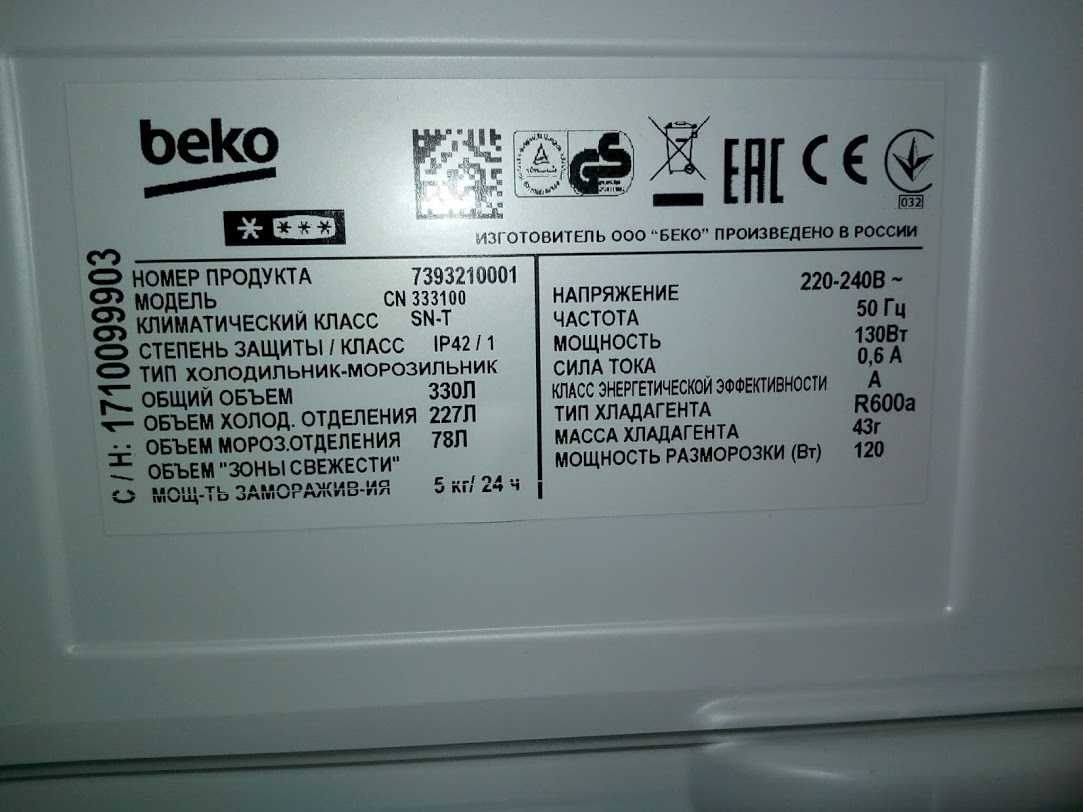 beko
GS
EAC
CE
032
ИЗГОТОВИТЕЛЬ ООО "БЕКО" ПРОИЗВЕДЕНО В РОССИИ
С/Н: 1710099903
НОМЕР ПРОДУКТА 7393210001
МОДЕЛЬ CN 333100
КЛИМАТИЧЕСКИЙ КЛАСС SN-T
СТЕПЕНЬ ЗАЩИТЫ / КЛАСС IP42 / 1
ТИП ХОЛОДИЛЬНИК-МОРОЗИЛЬНИК
ОБЩИЙ ОБЪЕМ 330Л
ОБЪЕМ ХОЛОД. ОТДЕЛЕНИЯ 227Л
ОБЪЕМ МОРОЗ.ОТДЕЛЕНИЯ 78Л
ОБЪЕМ "ЗОНЫ СВЕЖЕСТИ"
МОЩ-ТЬ ЗАМОРАЖИВ-ИЯ 5 кг/ 24 ч
НАПРЯЖЕНИЕ 220-240В ~
ЧАСТОТА 50 Гц
МОЩНОСТЬ 130Вт
СИЛА ТОКА 0,6 А
КЛАСС ЭНЕРГЕТИЧЕСКОЙ ЭФФЕКТИВНОСТИ А
ТИП ХЛАДАГЕНТА R600a
МАССА ХЛАДАГЕНТА 43г
МОЩНОСТЬ РАЗМОРОЗКИ (Вт) 120